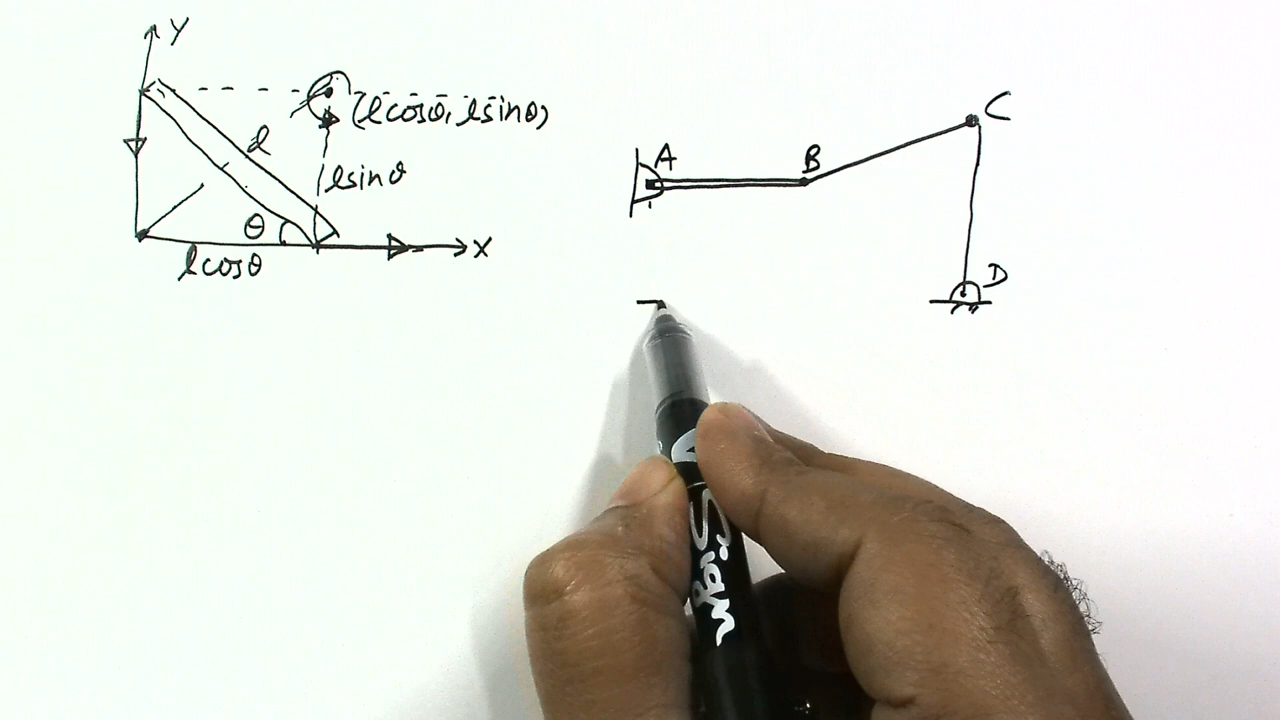 Y
(lcosθ, lsinθ)
l
lsinθ
θ
X
lcosθ
A
B
C
D
Sign